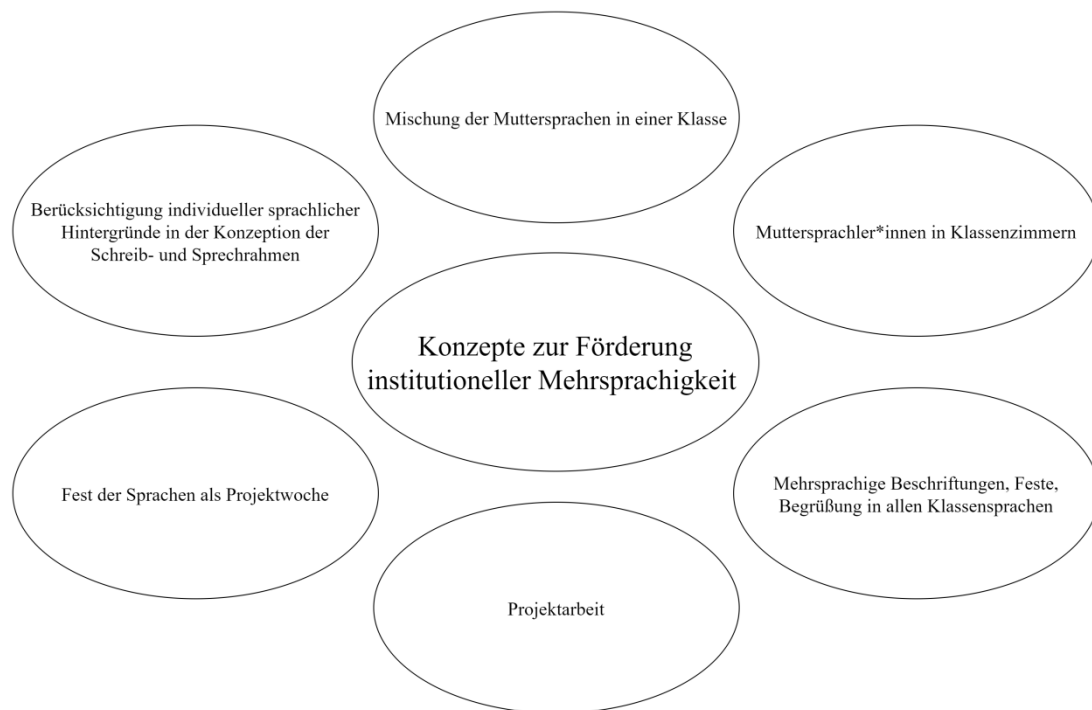 Mischung der Muttersprachen in einer Klasse
Berücksichtigung individueller sprachlicher
Hintergründe in der Konzeption der
Schreib- und Sprechrahmen
Muttersprachler*innen in Klassenzimmern
Konzepte zur Förderung
institutioneller Mehrsprachigkeit
Fest der Sprachen als Projektwoche
Mehrsprachige Beschriftungen, Feste,
Begrüßung in allen Klassensprachen
Projektarbeit